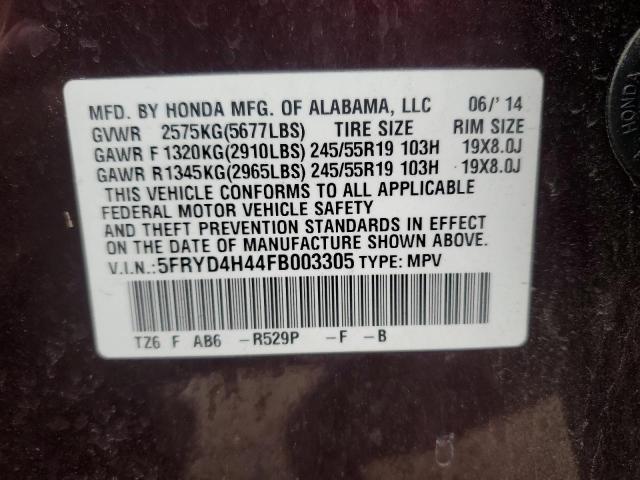 MFD. BY HONDA MFG. OF ALABAMA, LLC 06/'14
GVWR 2575KG(5677LBS) TIRE SIZE RIM SIZE
GAWR F 1320KG(2910LBS) 245/55R19 103H 19X8.0J
GAWR R1345KG(2965LBS) 245/55R19 103H 19X8.0J
THIS VEHICLE CONFORMS TO ALL APPLICABLE
FEDERAL MOTOR VEHICLE SAFETY
AND THEFT PREVENTION STANDARDS IN EFFECT
ON THE DATE OF MANUFACTURE SHOWN ABOVE.
V.I.N.:5FRYD4H44FB003305 TYPE: MPV
TZ6 F AB6 -R529P -F -B
HONDA